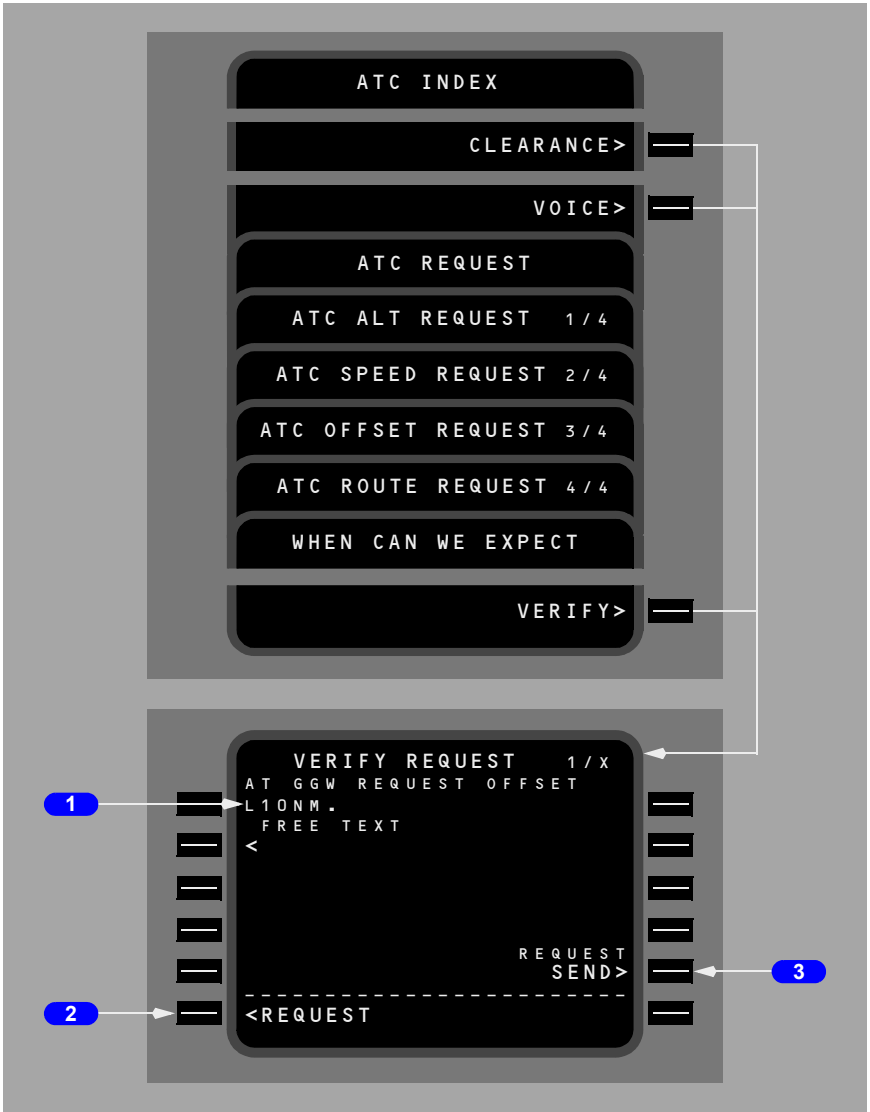 ATC INDEX
CLEARANCE>
VOICE>
ATC REQUEST
ATC ALT REQUEST 1/4
ATC SPEED REQUEST 2/4
ATC OFFSET REQUEST 3/4
ATC ROUTE REQUEST 4/4
WHEN CAN WE EXPECT
VERIFY>
VERIFY REQUEST 1/X
AT GGW REQUEST OFFSET
1
L10NM.
FREE TEXT
<
REQUEST
SEND>
3
------------------------
2
<REQUEST